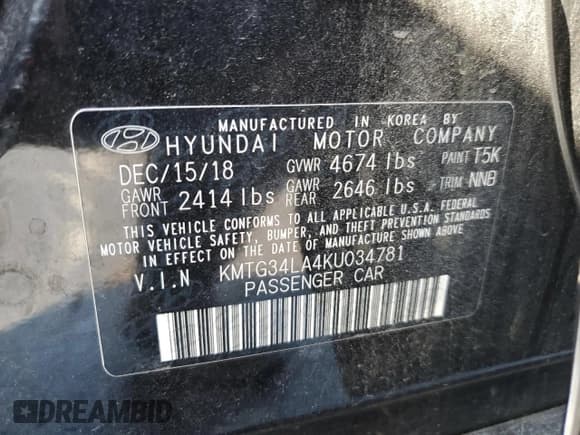 MANUFACTURED IN KOREA BY
HYUNDAI MOTOR COMPANY
DEC/15/18 GVWR 4674 lbs PAINT T5K
GAWR FRONT 2414 lbs GAWR REAR 2646 lbs TRIM NNB
THIS VEHICLE CONFORMS TO ALL APPLICABLE U.S.A. FEDERAL
MOTOR VEHICLE SAFETY, BUMPER, AND THEFT PREVENTION STANDARDS
IN EFFECT ON THE DATE OF MANUFACTURE SHOWN ABOVE.
V.I.N KMTG34LA4KU034781
PASSENGER CAR
DREAMBID